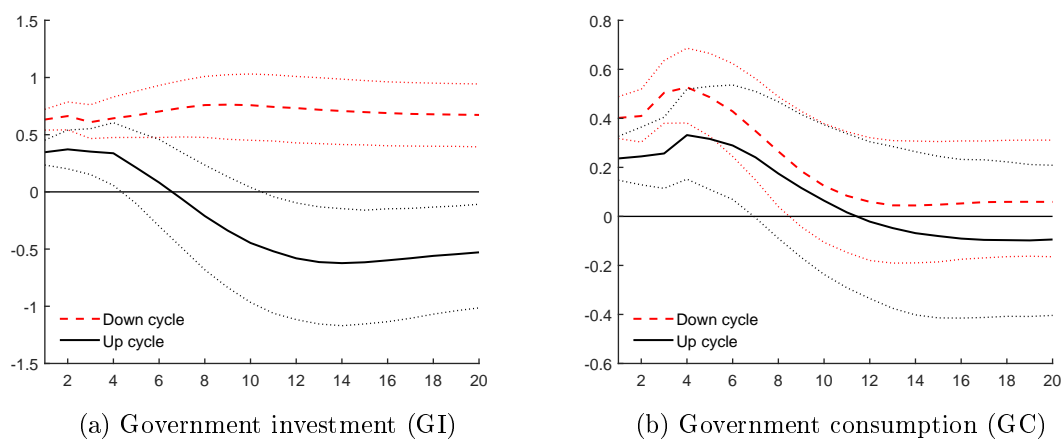 1.5
1
0.5
0
-0.5
-1
-1.5
Down cycle
Up cycle
2 4 6 8 10 12 14 16 18 20
(a) Government investment (GI)
0.8
0.6
0.4
0.2
0
-0.2
-0.4
-0.6
Down cycle
Up cycle
2 4 6 8 10 12 14 16 18 20
(b) Government consumption (GC)